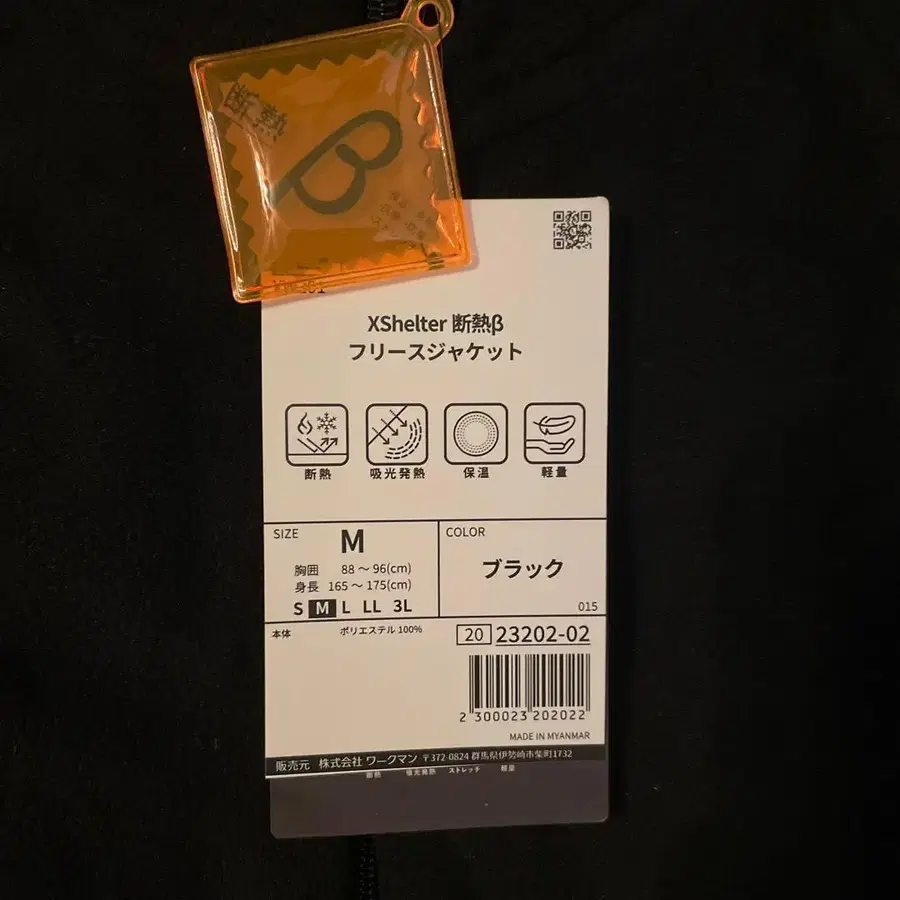 断熱
β
XShelter 断熱β
フリースジャケット
断熱
吸光発熱
保温
軽量
SIZE
M
胸囲 88～96(cm)
身長 165～175(cm)
S M L LL 3L
COLOR
ブラック
015
本体 ポリエステル 100%
20 23202-02
2 300023 202022
MADE IN MYANMAR
販売元 株式会社 ワークマン 〒372-0824 群馬県伊勢崎市柴町1732
断熱 吸光発熱 ストレッチ 軽量